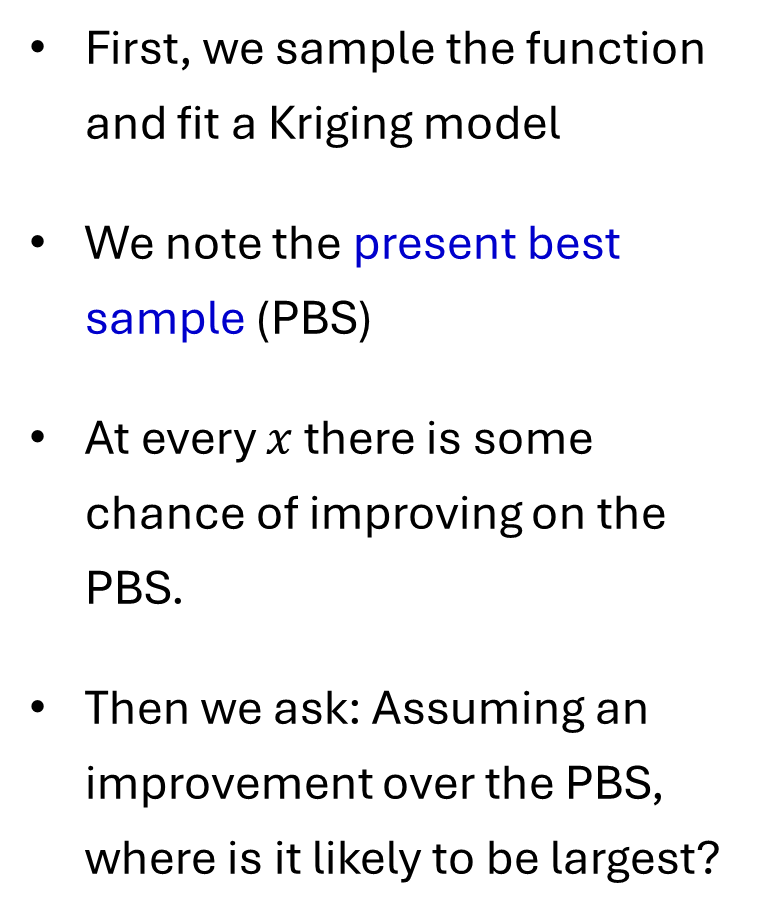 • First, we sample the function
and fit a Kriging model
• We note the present best
sample (PBS)
• At every x there is some
chance of improving on the
PBS.
• Then we ask: Assuming an
improvement over the PBS,
where is it likely to be largest?